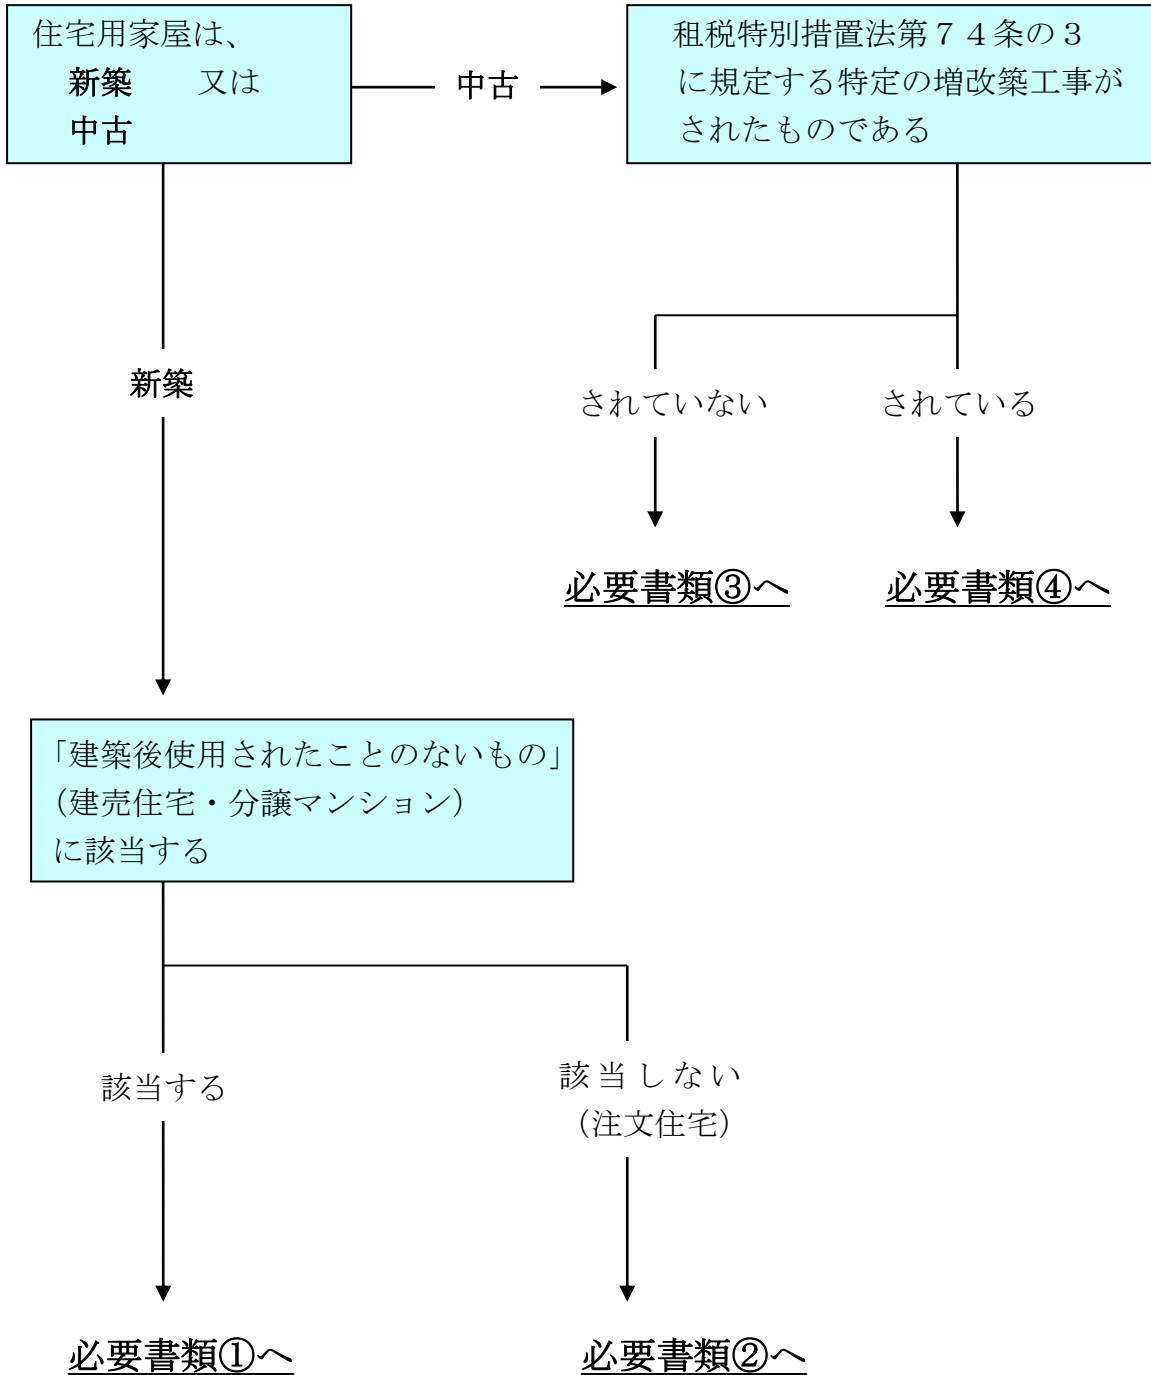 住宅用家屋は、
新築 又は
中古
中古
租税特別措置法第７４条の３
に規定する特定の増改築工事が
されたものである
新築
されていない
されている
必要書類③へ
必要書類④へ
「建築後使用されたことのないもの」
（建売住宅・分譲マンション）
に該当する
該当する
該当しない
（注文住宅）
必要書類①へ
必要書類②へ